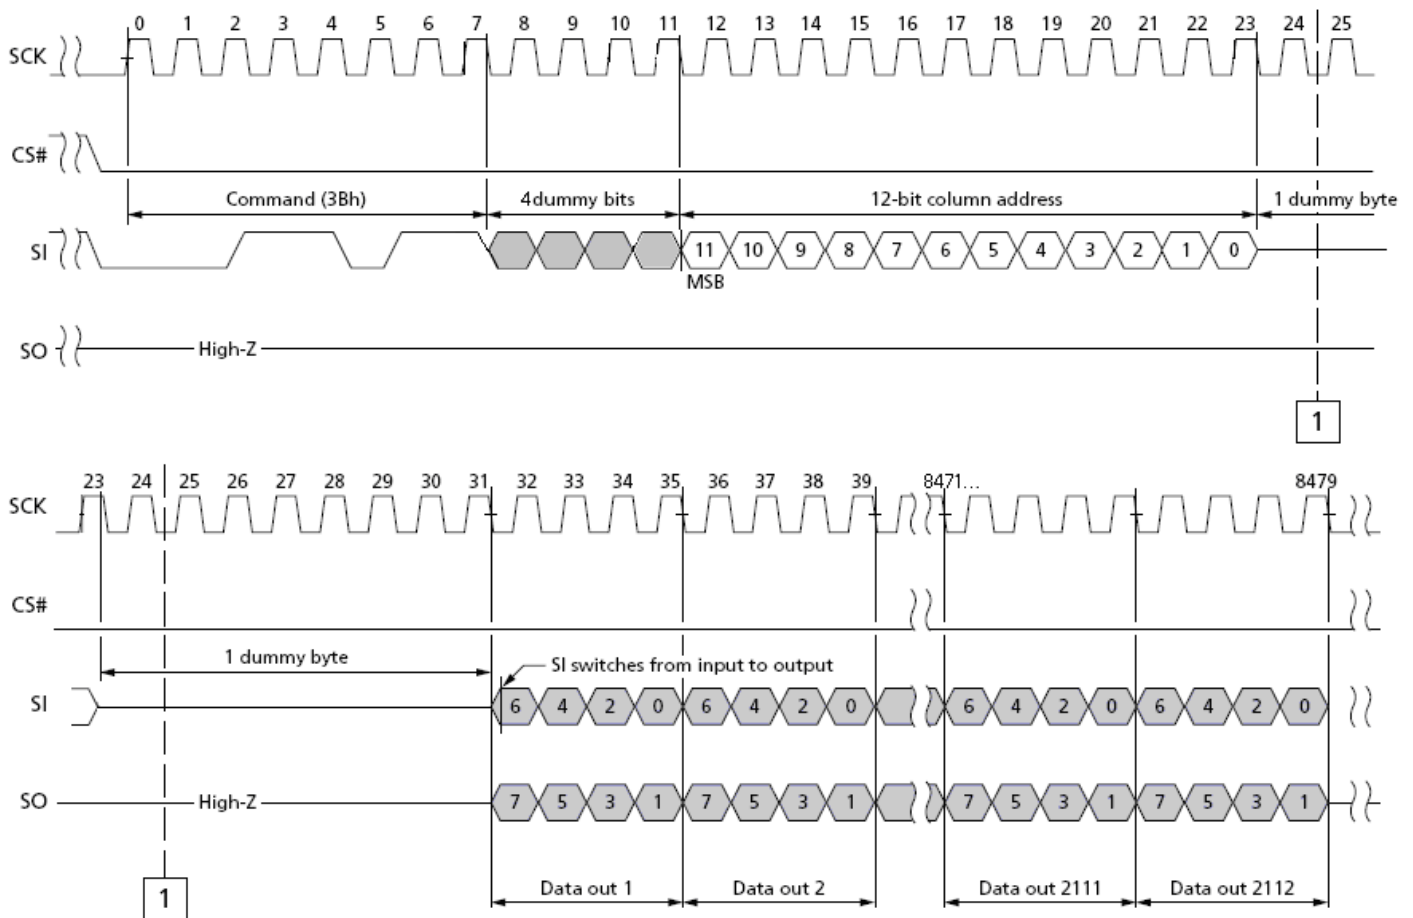 0 1 2 3 4 5 6 7 8 9 10 11 12 13 14 15 16 17 18 19 20 21 22 23 24 25
SCK
CS#
Command (3Bh) 4dummy bits 12-bit column address 1 dummy byte
SI 11 10 9 8 7 6 5 4 3 2 1 0
MSB
SO High-Z
1
23 24 25 26 27 28 29 30 31 32 33 34 35 36 37 38 39 8471... 8479
SCK
CS#
1 dummy byte
SI switches from input to output
SI 6 4 2 0 6 4 2 0 6 4 2 0 6 4 2 0
SO High-Z 7 5 3 1 7 5 3 1 7 5 3 1 7 5 3 1
1
Data out 1 Data out 2 Data out 2111 Data out 2112